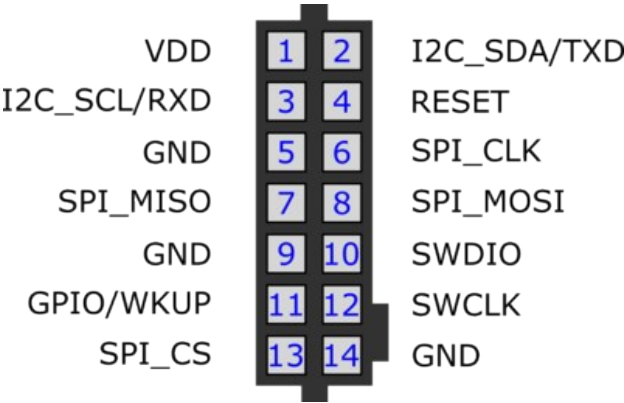 VDD 1 2 I2C_SDA/TXD
I2C_SCL/RXD 3 4 RESET
GND 5 6 SPI_CLK
SPI_MISO 7 8 SPI_MOSI
GND 9 10 SWDIO
GPIO/WKUP 11 12 SWCLK
SPI_CS 13 14 GND